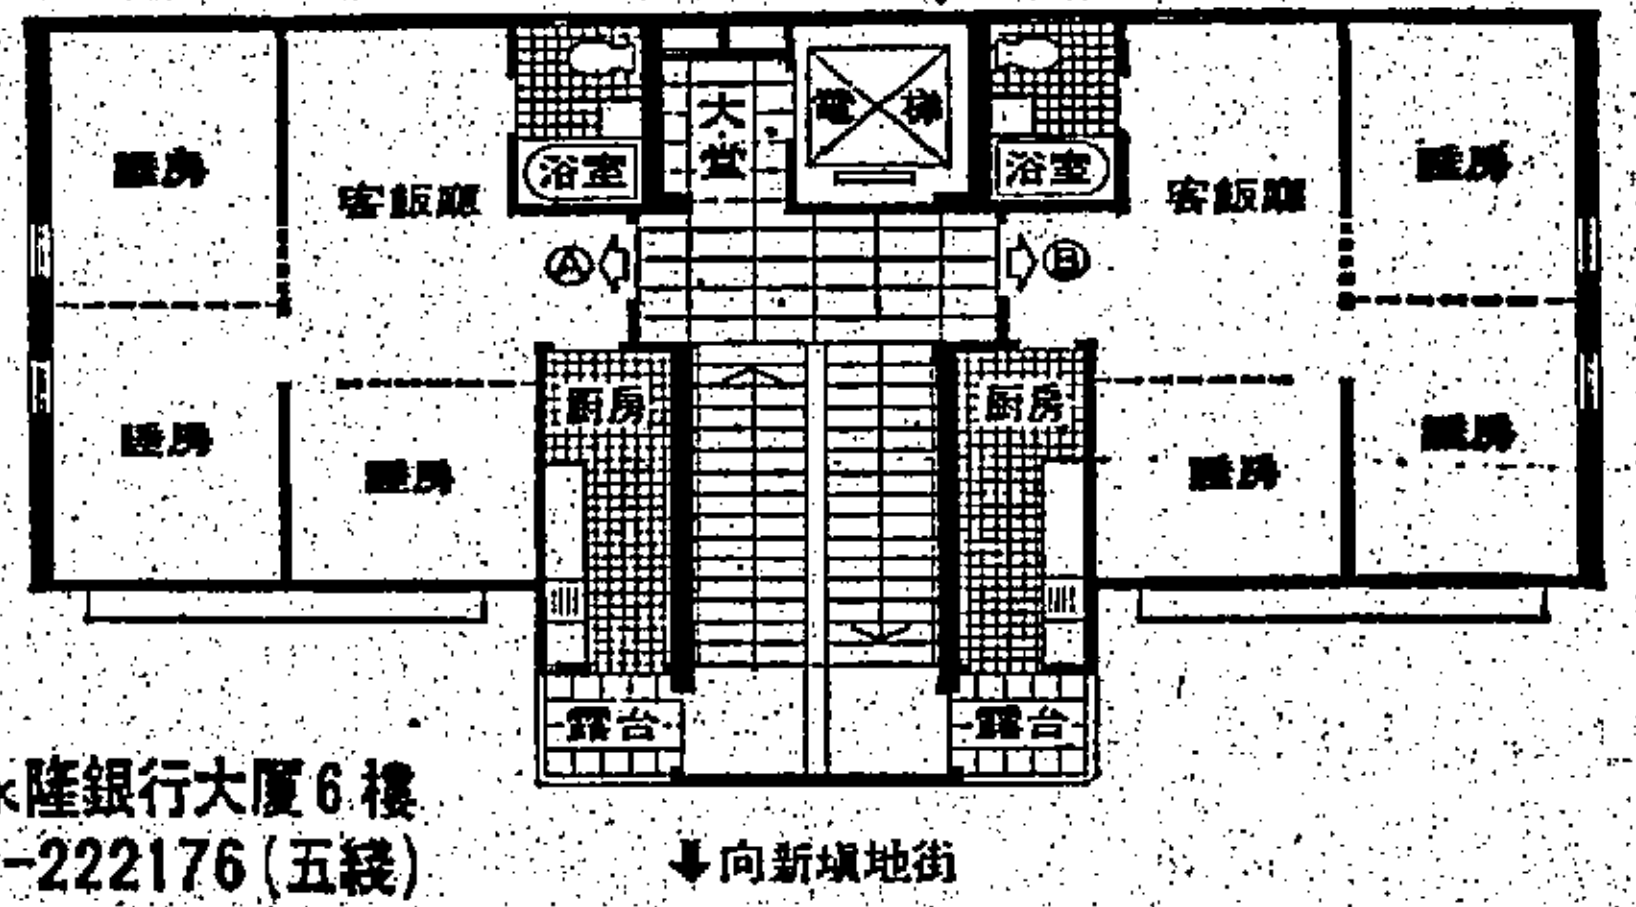 大堂
電梯
浴室
浴室
睡房
客飯廳
客飯廳
睡房
Ⓐ
Ⓑ
廚房
廚房
睡房
睡房
睡房
睡房
露台
露台
永隆銀行大廈6樓
-222176(五綫)
向新填地街